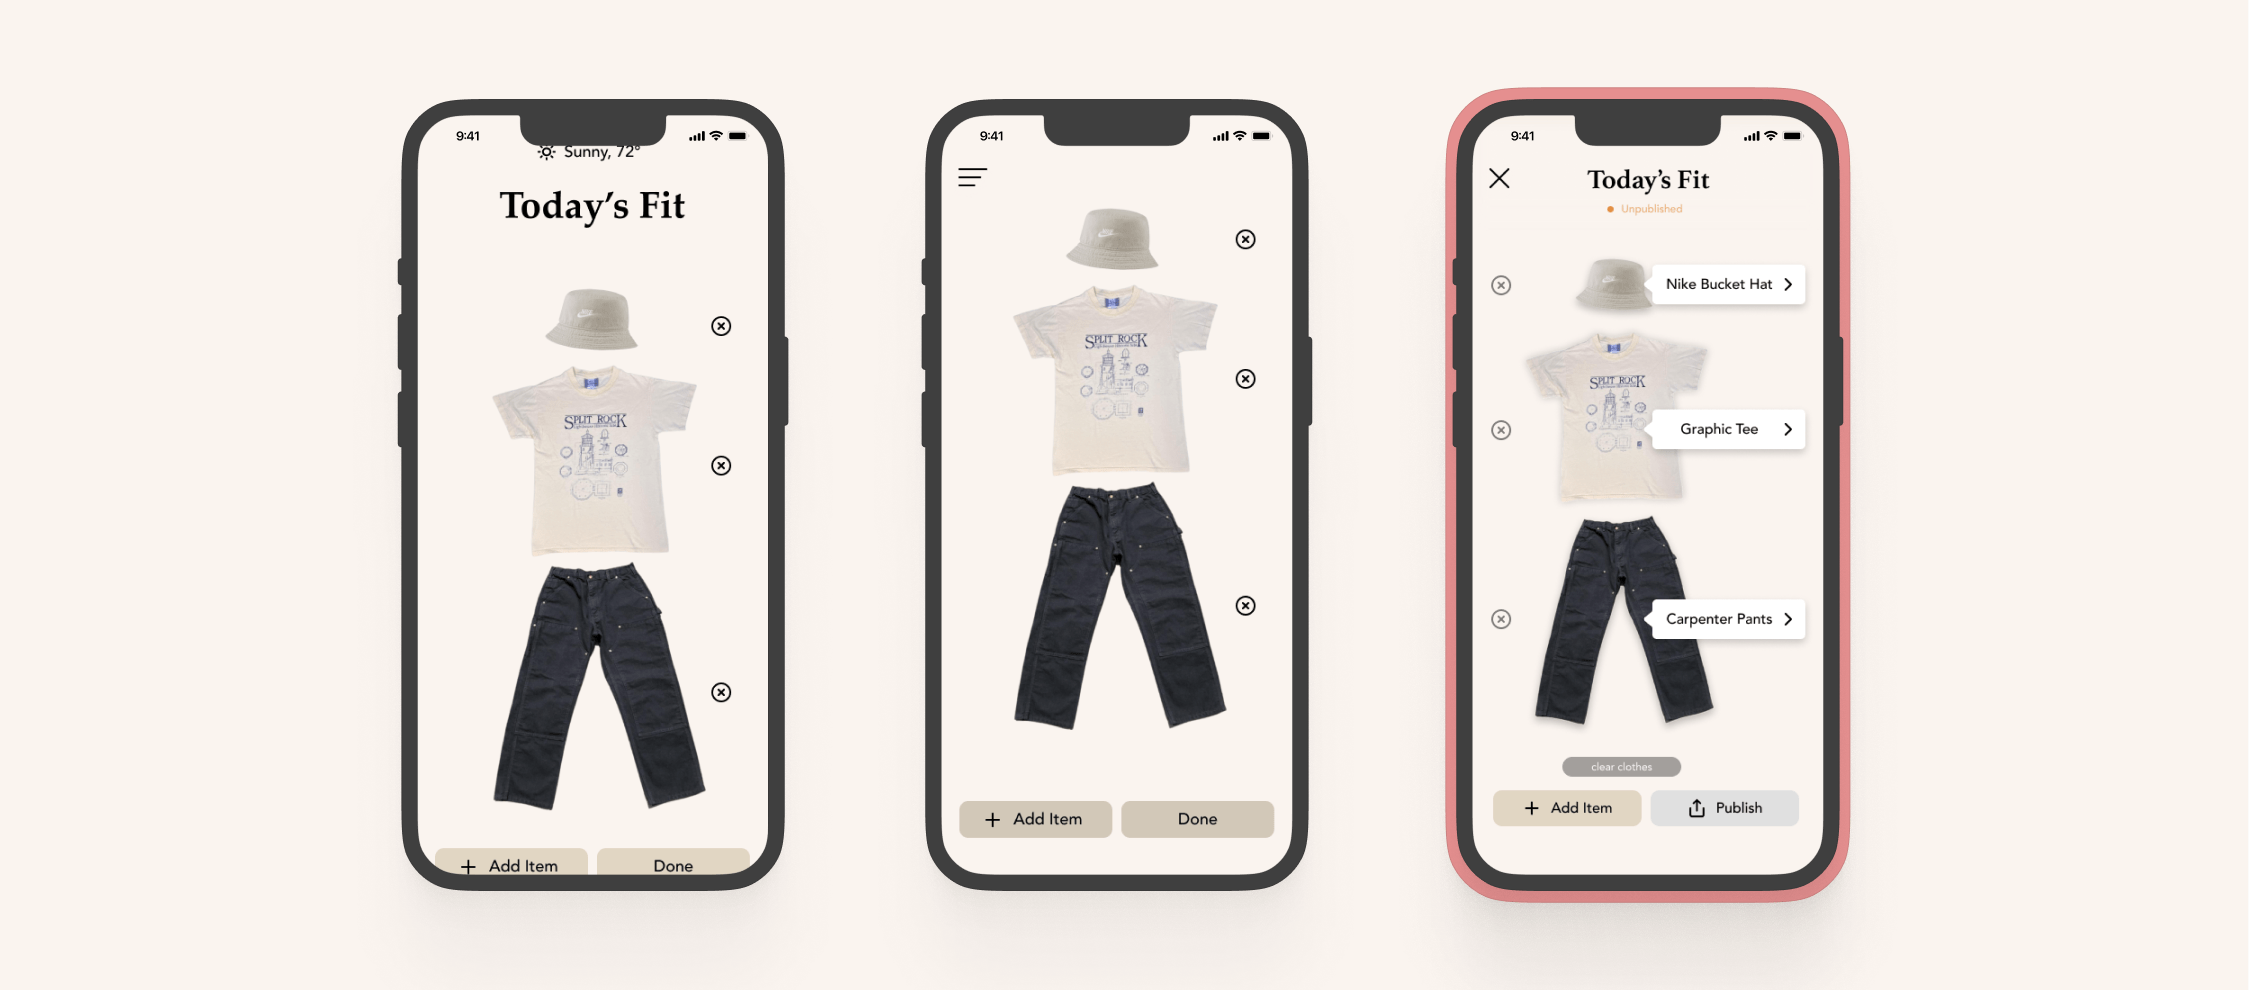 9:41
Sunny, 72°
Today's Fit
SPLIT ROCK
Add Item
Done
9:41
SPLIT ROCK
Add Item
Done
9:41
Today's Fit
Unpublished
Nike Bucket Hat
SPLIT ROCK
Graphic Tee
Carpenter Pants
clear clothes
Add Item
Publish